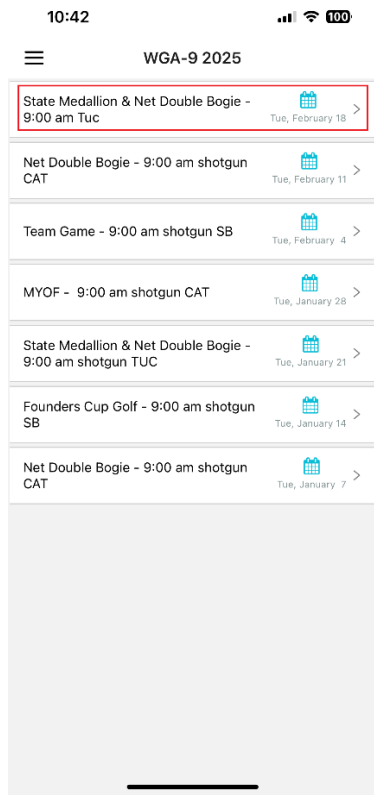 10:42
100
WGA-9 2025
State Medallion & Net Double Bogie -
9:00 am Tuc
Tue, February 18
Net Double Bogie - 9:00 am shotgun
CAT
Tue, February 11
Team Game - 9:00 am shotgun SB
Tue, February 4
MYOF - 9:00 am shotgun CAT
Tue, January 28
State Medallion & Net Double Bogie -
9:00 am shotgun TUC
Tue, January 21
Founders Cup Golf - 9:00 am shotgun
SB
Tue, January 14
Net Double Bogie - 9:00 am shotgun
CAT
Tue, January 7